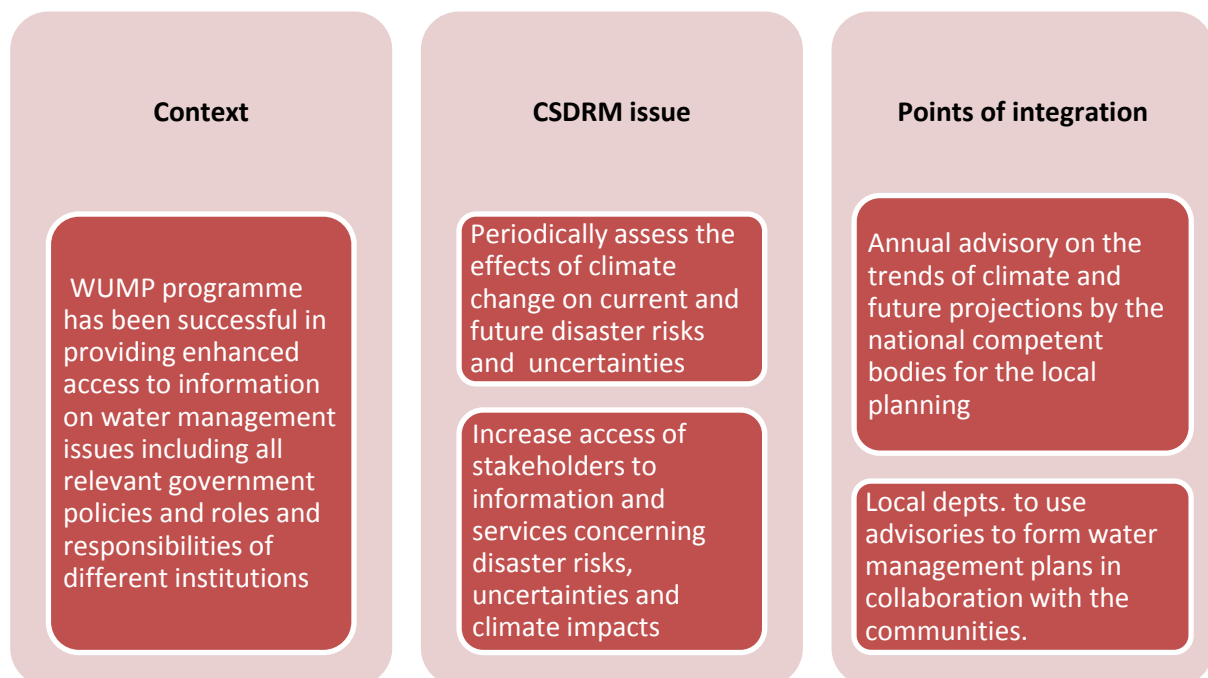 Context
WUMP programme
has been successful in
providing enhanced
access to information
on water management
issues including all
relevant government
policies and roles and
responsibilities of
different institutions
CSDRM issue
Periodically assess the
effects of climate
change on current and
future disaster risks
and uncertainties
Increase access of
stakeholders to
information and
services concerning
disaster risks,
uncertainties and
climate impacts
Points of integration
Annual advisory on the
trends of climate and
future projections by the
national competent
bodies for the local
planning
Local depts. to use
advisories to form water
management plans in
collaboration with the
communities.